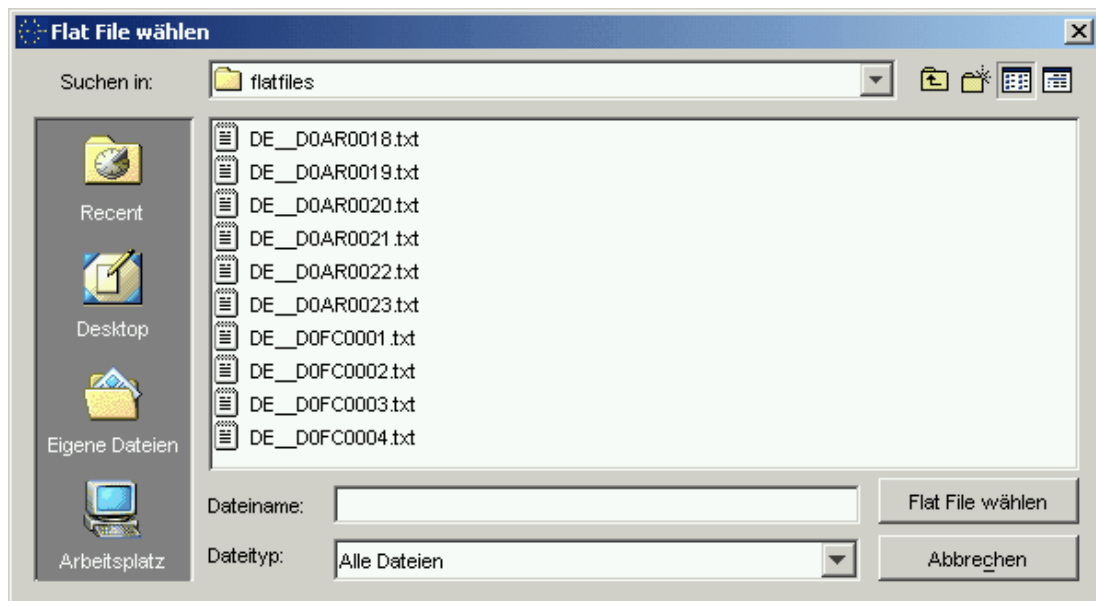 Flat File wählen
Suchen in:
flatfiles
Recent
Desktop
Eigene Dateien
Arbeitsplatz
DE__D0AR0018.txt
DE__D0AR0019.txt
DE__D0AR0020.txt
DE__D0AR0021.txt
DE__D0AR0022.txt
DE__D0AR0023.txt
DE__D0FC0001.txt
DE__D0FC0002.txt
DE__D0FC0003.txt
DE__D0FC0004.txt
Dateiname:
Flat File wählen
Dateityp:
Alle Dateien
Abbrechen